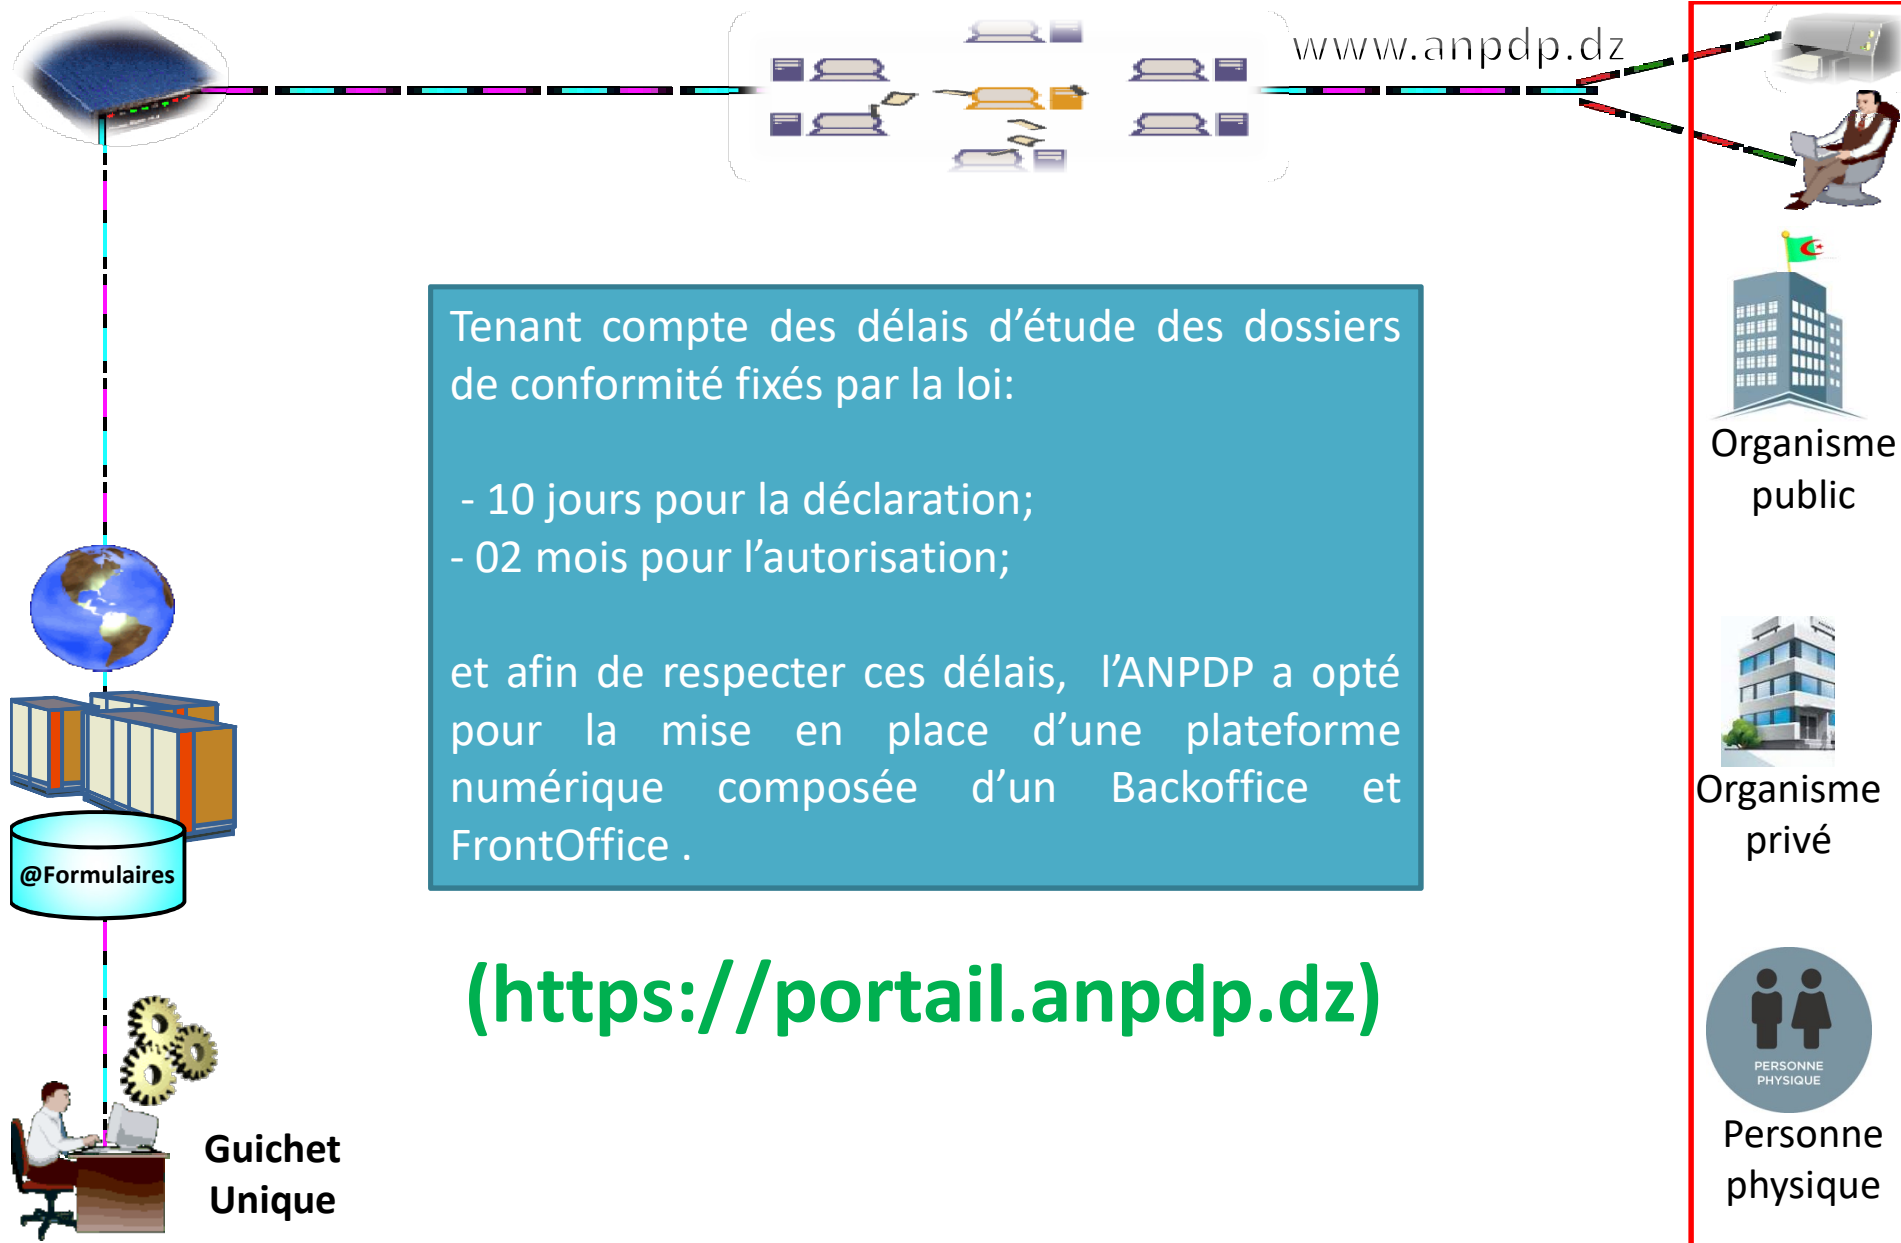 www.anpdp.dz
Tenant compte des délais d’étude des dossiers
de conformité fixés par la loi:
- 10 jours pour la déclaration;
- 02 mois pour l’autorisation;
et afin de respecter ces délais, l’ANPDP a opté
pour la mise en place d’une plateforme
numérique composée d’un Backoffice et
FrontOffice .
(https://portail.anpdp.dz)
@Formulaires
Guichet
Unique
Organisme
public
Organisme
privé
PERSONNE
PHYSIQUE
Personne
physique